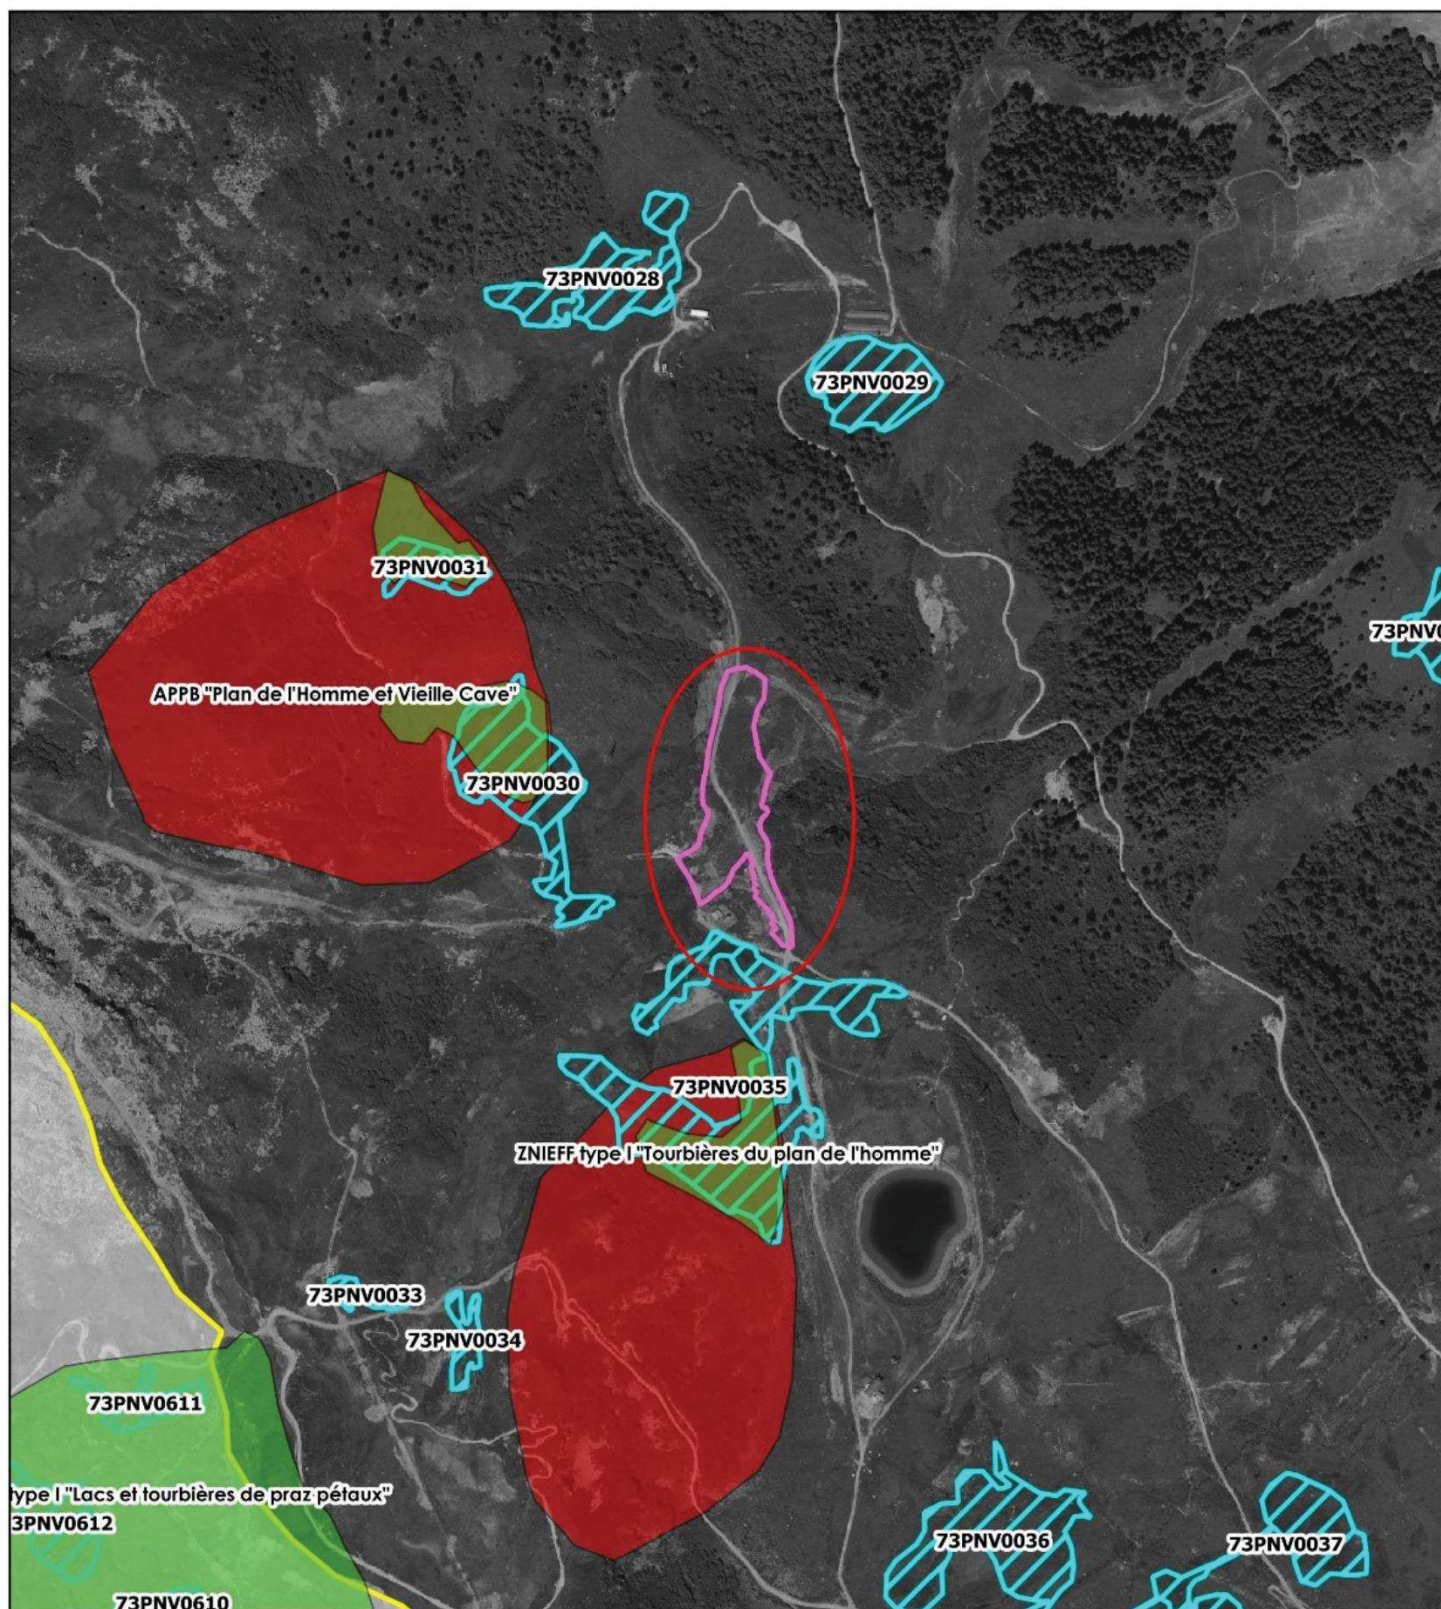 73PNV0028
73PNV0029
73PNV0031
73PNV0
APPB "Plan de l'Homme et Vieille Cave"
73PNV0030
73PNV0035
ZNIEFF type I "Tourbières du plan de l'homme"
73PNV0033
73PNV0034
73PNV0611
type I "Lacs et tourbières de praz pétaux"
3PNV0612
73PNV0036
73PNV0037
73PNV0610